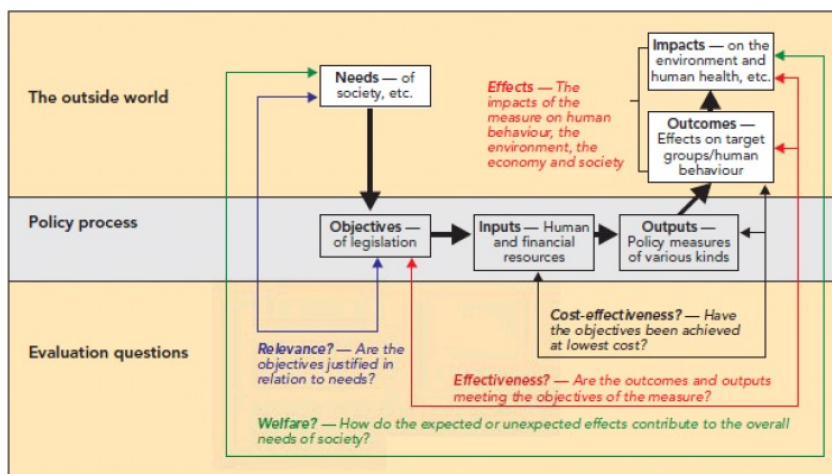 Impacts — on the
environment and
human health, etc.
Needs — of
society, etc.
Effects — The
impacts of the
measure on human
behaviour, the
environment, the
economy and society
The outside world
Outcomes —
Effects on target
groups/human
behaviour
Policy process
Objectives —
of legislation
Inputs — Human
and financial
resources
Outputs —
Policy measures
of various kinds
Evaluation questions
Cost-effectiveness? — Have
the objectives been achieved
at lowest cost?
Relevance? — Are the
objectives justified in
relation to needs?
Effectiveness? — Are the outcomes and outputs
meeting the objectives of the measure?
Welfare? — How do the expected or unexpected effects contribute to the overall
needs of society?